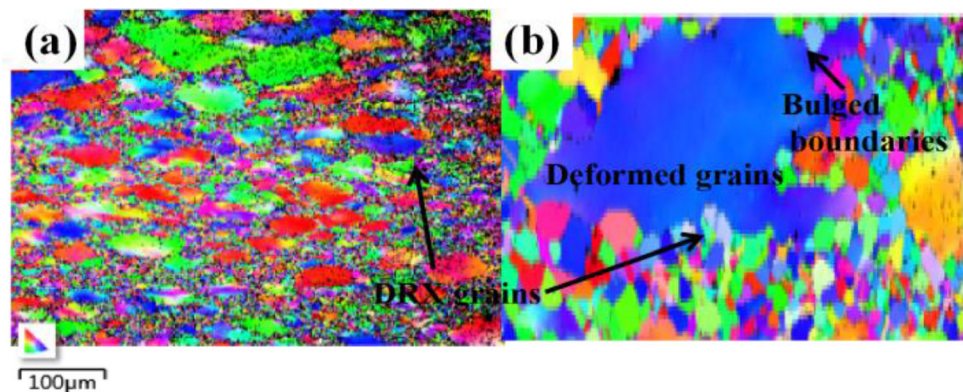 (a)
(b)
Bulged
boundaries
Deformed grains
DRX grains
100μm